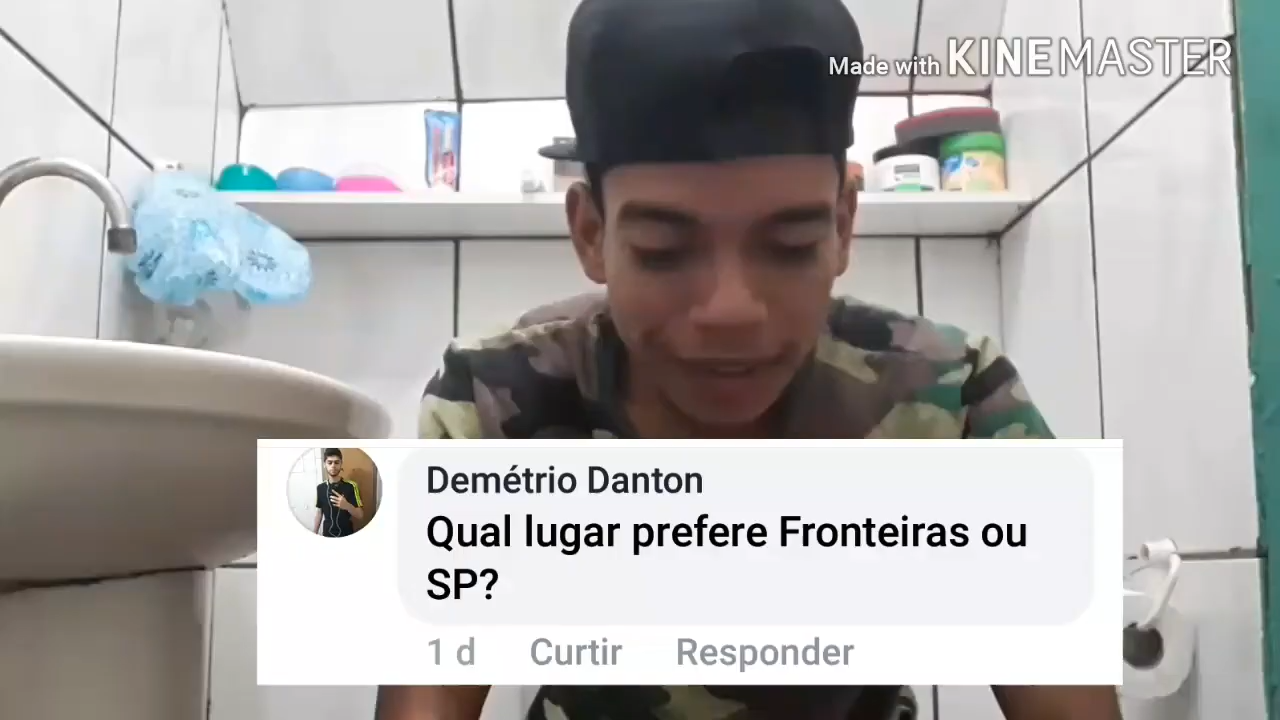 Made with KINEMASTER
Demétrio Danton
Qual lugar prefere Fronteiras ou
SP?
1 d Curtir Responder